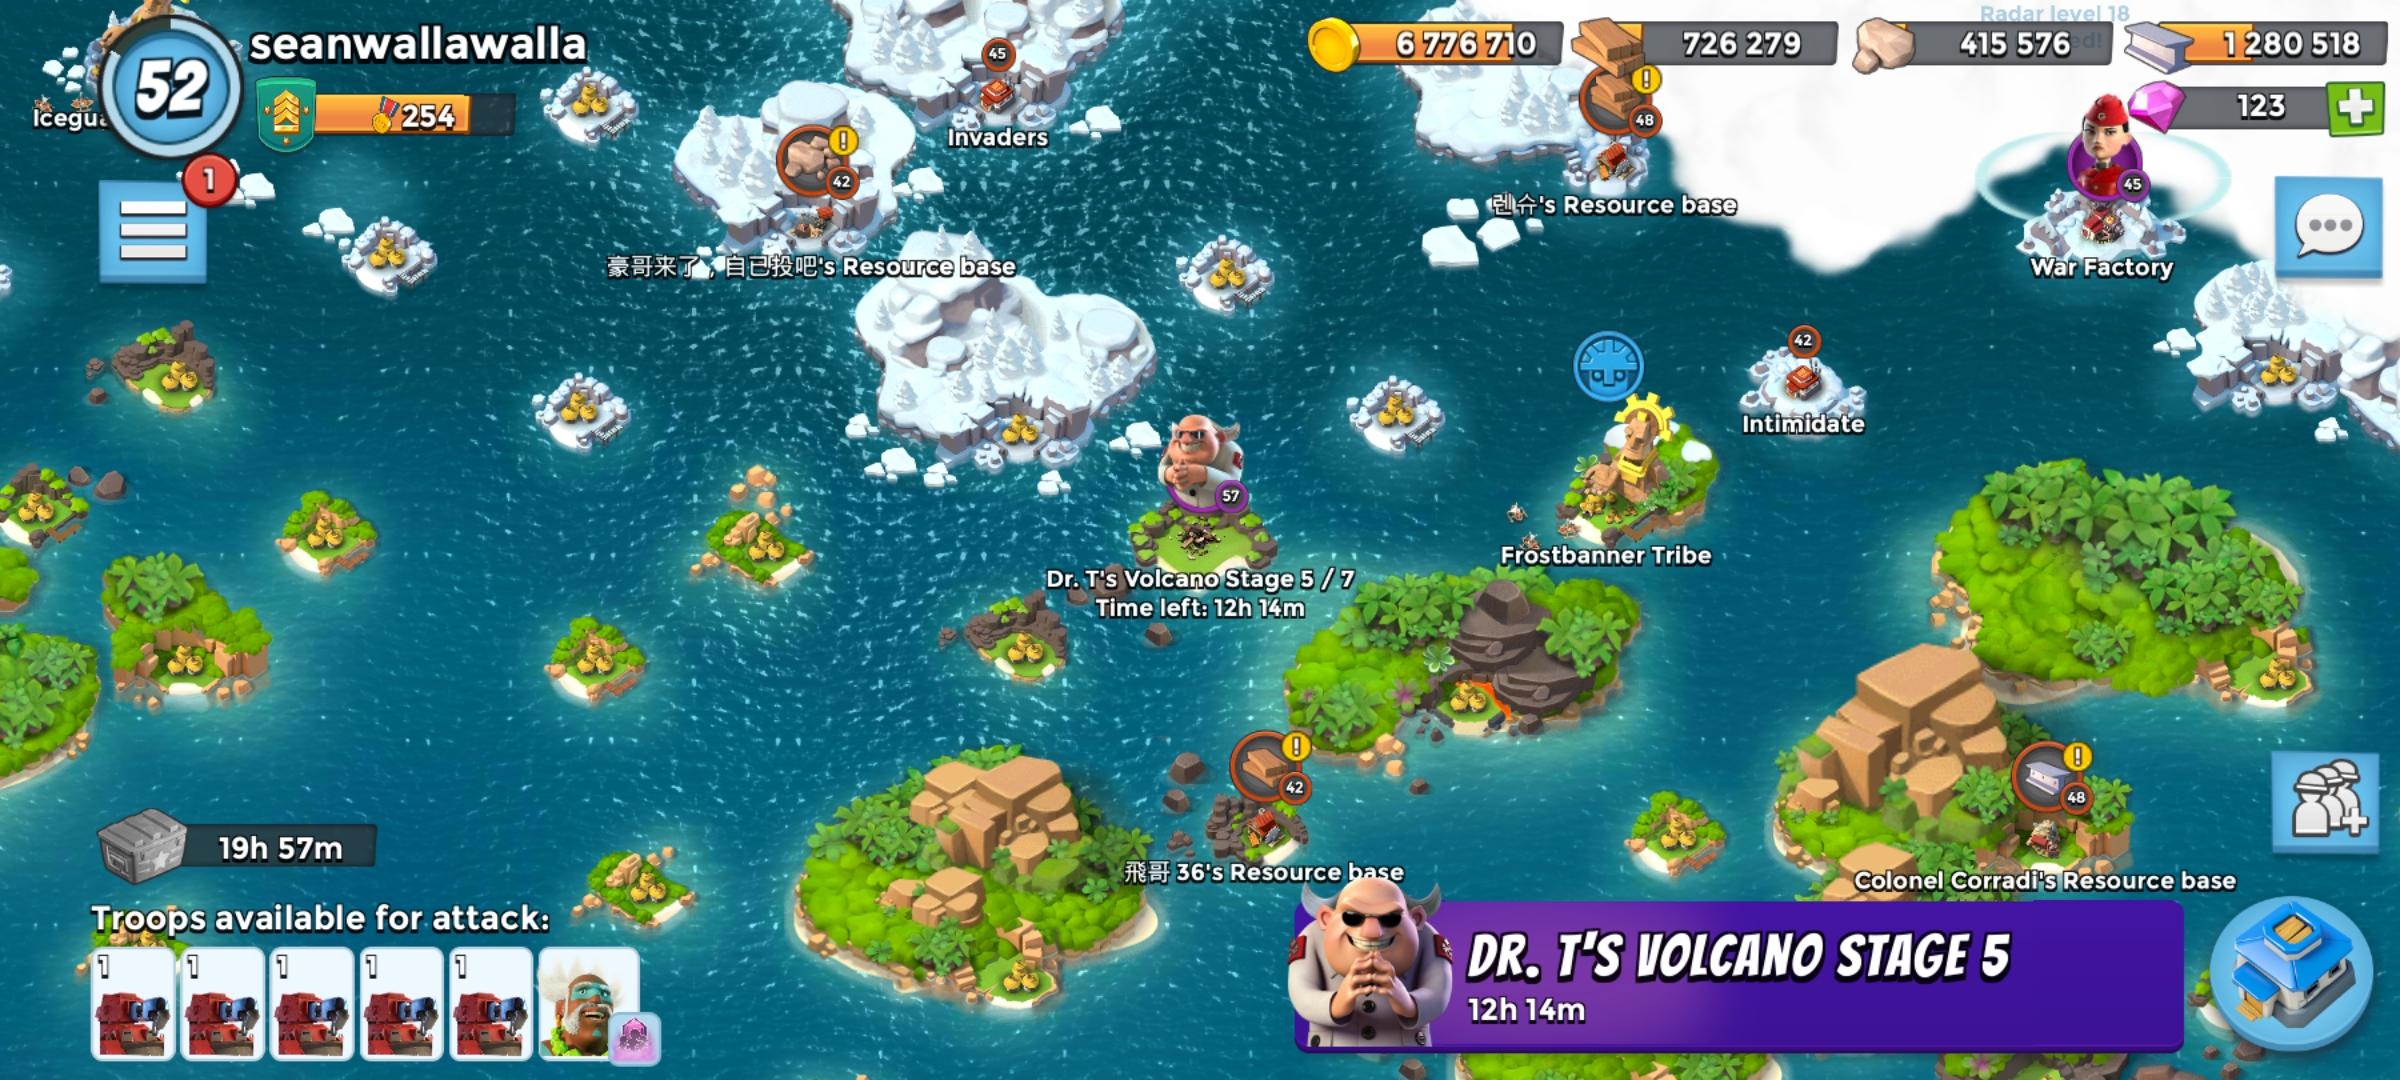 Radar level 18
seanwallawalla
52
254
1
6 776 710
726 279
415 576
1 280 518
123
45
Invaders
42
豪哥来了，自已投吧's Resource base
48
렌슈's Resource base
45
War Factory
42
Intimidate
57
Dr. T's Volcano Stage 5 / 7
Time left: 12h 14m
Frostbanner Tribe
42
飛哥 36's Resource base
48
Colonel Corradi's Resource base
19h 57m
Troops available for attack:
1
1
1
1
1
DR. T'S VOLCANO STAGE 5
12h 14m